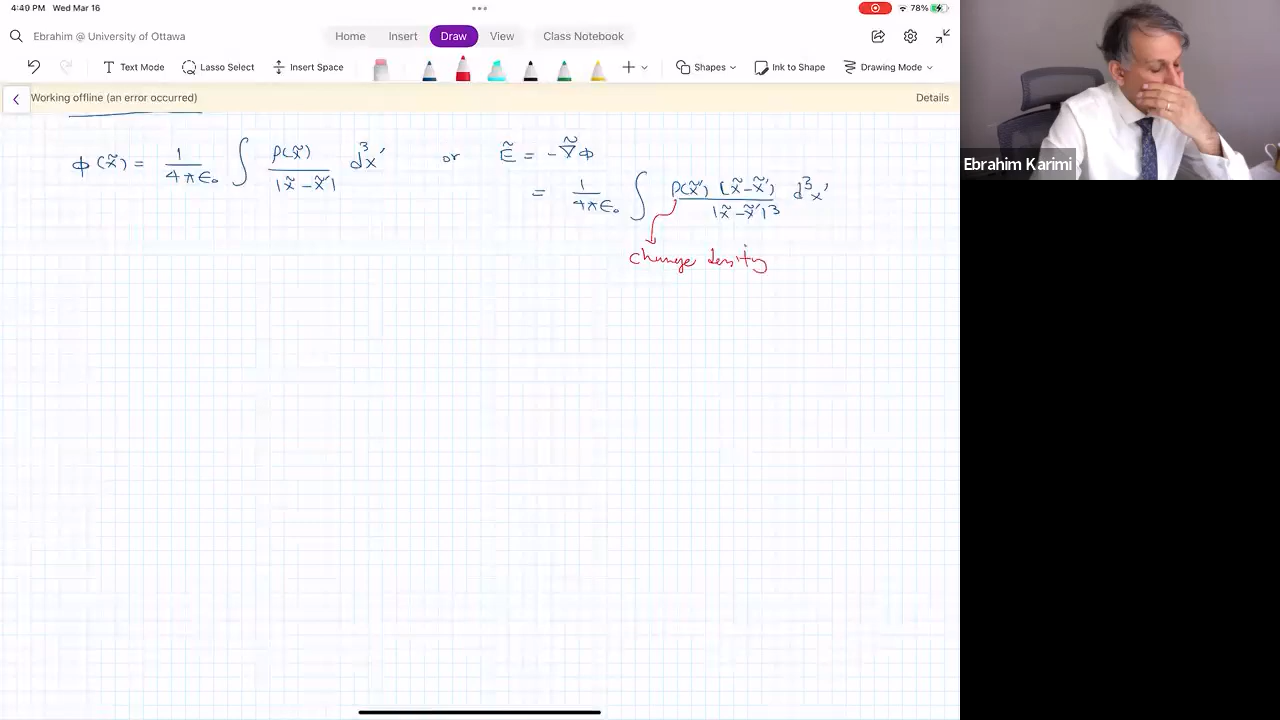 4:49 PM Wed Mar 16
78%
Ebrahim @ University of Ottawa
Home Insert Draw View Class Notebook
Text Mode Lasso Select Insert Space Shapes Ink to Shape Drawing Mode
Working offline (an error occurred) Details
Φ(x̃) = 1/4πε₀ ∫ ρ(x̃')/|x̃ - x̃'| d³x' or Ẽ = -∇̃Φ
= 1/4πε₀ ∫ ρ(x̃') (x̃-x̃')/|x̃-x̃'|³ d³x'
charge density
Ebrahim Karimi